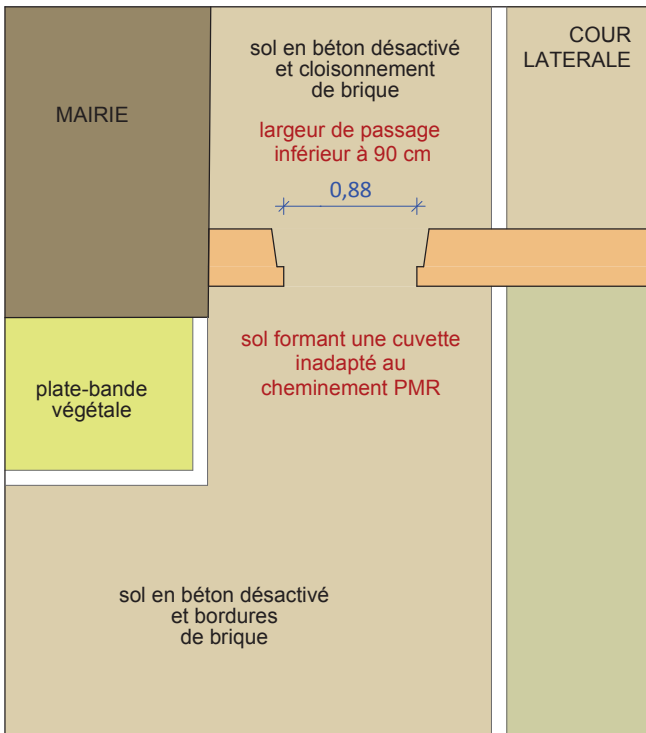 sol en béton désactivé
et cloisonnement
de brique
COUR
LATERALE
MAIRIE
largeur de passage
inférieur à 90 cm
0,88
sol formant une cuvette
inadapté au
cheminement PMR
plate-bande
végétale
sol en béton désactivé
et bordures
de brique